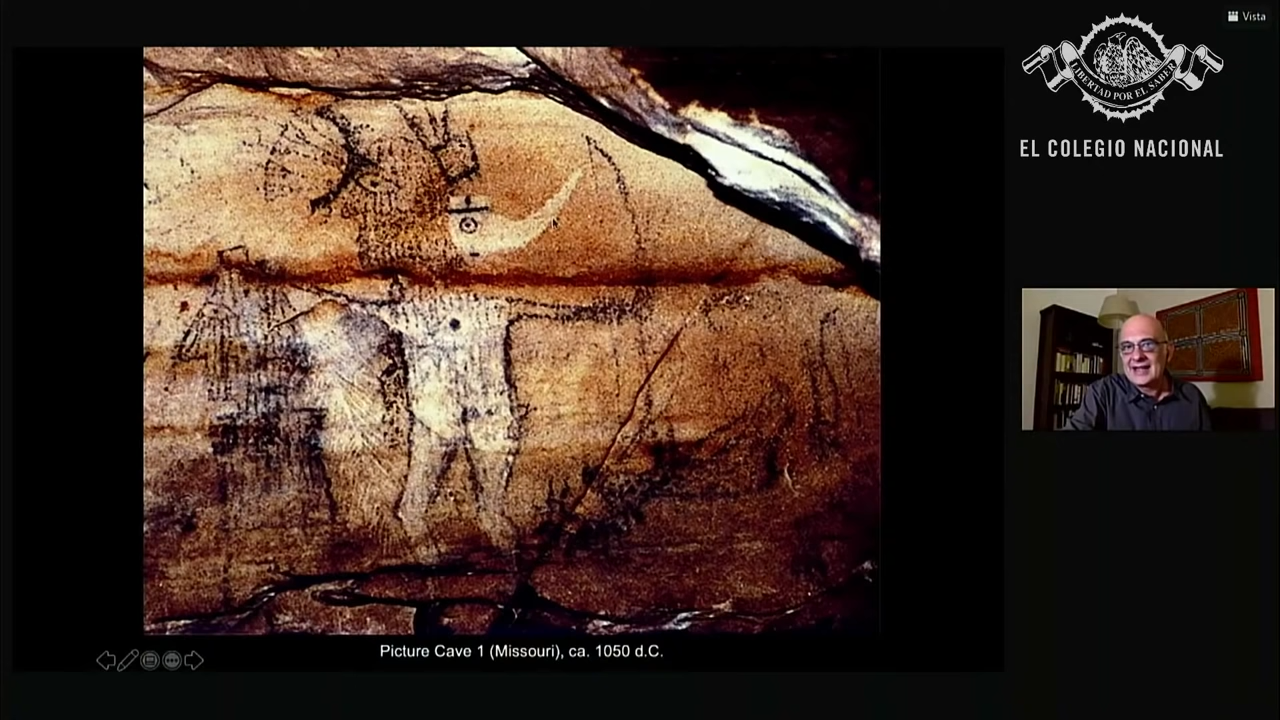 Vista
LIBERTAD POR EL SABER
EL COLEGIO NACIONAL
Picture Cave 1 (Missouri), ca. 1050 d.C.